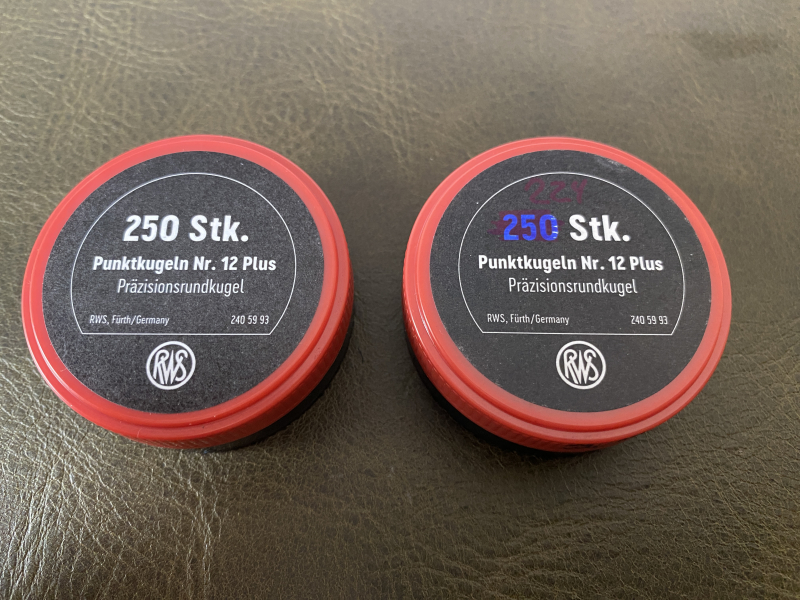 250 Stk.
Punktkugeln Nr. 12 Plus
Präzisionsrundkugel
RWS, Fürth/Germany 240 59 93
RWS
250 Stk.
Punktkugeln Nr. 12 Plus
Präzisionsrundkugel
RWS, Fürth/Germany 240 59 93
RWS